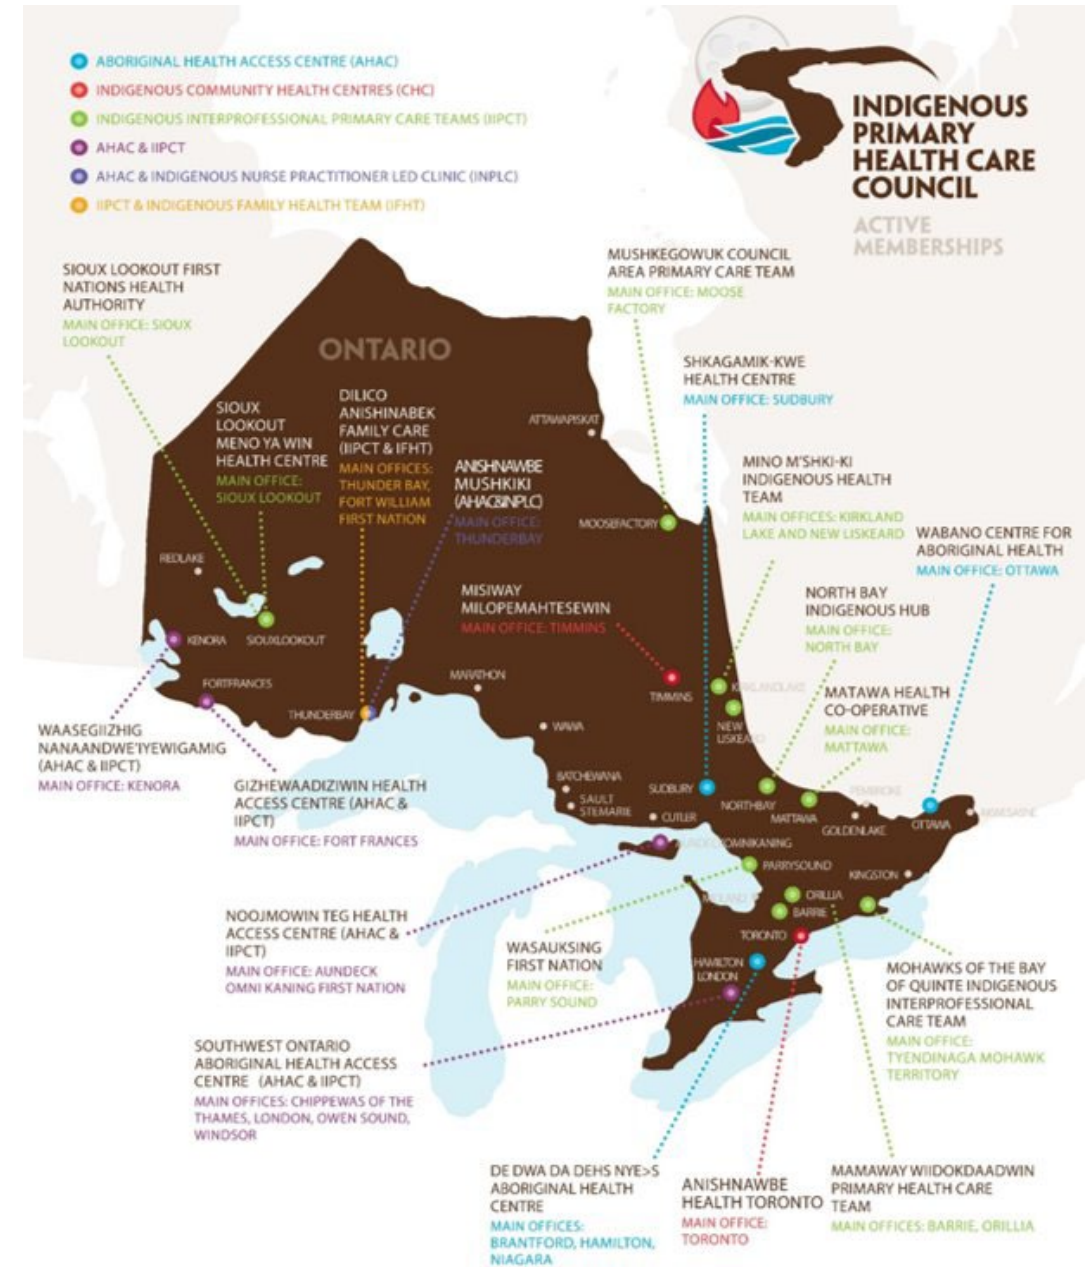 ABORIGINAL HEALTH ACCESS CENTRE (AHAC)
INDIGENOUS COMMUNITY HEALTH CENTRES (CHC)
INDIGENOUS INTERPROFESSIONAL PRIMARY CARE TEAMS (IIPCT)
AHAC & IIPCT
AHAC & INDIGENOUS NURSE PRACTITIONER LED CLINIC (INPLC)
IIPCT & INDIGENOUS FAMILY HEALTH TEAM (IFHT)
INDIGENOUS
PRIMARY
HEALTH CARE
COUNCIL
ACTIVE
MEMBERSHIPS
SIOUX LOOKOUT FIRST
NATIONS HEALTH
AUTHORITY
MAIN OFFICE: SIOUX
LOOKOUT
MUSHKEGOWUK COUNCIL
AREA PRIMARY CARE TEAM
MAIN OFFICE: MOOSE
FACTORY
ONTARIO
SHKAGAMIK-KWE
HEALTH CENTRE
MAIN OFFICE: SUDBURY
SIOUX
LOOKOUT
MENO YA WIN
HEALTH CENTRE
MAIN OFFICE:
SIOUX LOOKOUT
DILICO
ANISHINABEK
FAMILY CARE
(IIPCT & IFHT)
MAIN OFFICES:
THUNDER BAY,
FORT WILLIAM
FIRST NATION
ANISHNAWBE
MUSHKIKI
(AHAC&INPLC)
MAIN OFFICE:
THUNDERBAY
ATTAWAPISKAT
MOOSEFACTORY
MINO M'SHKI-KI
INDIGENOUS HEALTH
TEAM
MAIN OFFICES: KIRKLAND
LAKE AND NEW LISKEARD
WABANO CENTRE FOR
ABORIGINAL HEALTH
MAIN OFFICE: OTTAWA
REDLAKE
MISIWAY
MILOPEMAHTESEWIN
MAIN OFFICE: TIMMINS
NORTH BAY
INDIGENOUS HUB
MAIN OFFICE:
NORTH BAY
KENORA
SIOUXLOOKOUT
FORTFRANCES
THUNDERBAY
MARATHON
WAWA
TIMMINS
KIRKLANDLAKE
NEW
LISKEARD
MATAWA HEALTH
CO-OPERATIVE
MAIN OFFICE:
MATTAWA
WAASEGIIZHIG
NANAANDWE'IYEWIGAMIG
(AHAC & IIPCT)
MAIN OFFICE: KENORA
GIZHEWAADIZIWIN HEALTH
ACCESS CENTRE (AHAC &
IIPCT)
MAIN OFFICE: FORT FRANCES
BATCHEWANA
SAULT
STEMARIE
CUTLER
SUDBURY
NORTHBAY
MATTAWA
PEMBROKE
GOLDENLAKE
OTTAWA
AKWESASNE
PARRYSOUND
KINGSTON
ORILLIA
BARRIE
TORONTO
HAMILTON
LONDON
NOOJMOWIN TEG HEALTH
ACCESS CENTRE (AHAC &
IIPCT)
MAIN OFFICE: AUNDECK
OMNI KANING FIRST NATION
WASAUKSING
FIRST NATION
MAIN OFFICE:
PARRY SOUND
MOHAWKS OF THE BAY
OF QUINTE INDIGENOUS
INTERPROFESSIONAL
CARE TEAM
MAIN OFFICE:
TYENDINAGA MOHAWK
TERRITORY
SOUTHWEST ONTARIO
ABORIGINAL HEALTH ACCESS
CENTRE (AHAC & IIPCT)
MAIN OFFICES: CHIPPEWAS OF THE
THAMES, LONDON, OWEN SOUND,
WINDSOR
DE DWA DA DEHS NYE>S
ABORIGINAL HEALTH
CENTRE
MAIN OFFICES:
BRANTFORD, HAMILTON,
NIAGARA
ANISHNAWBE
HEALTH TORONTO
MAIN OFFICE:
TORONTO
MAMAWAY WIIDOKDAADWIN
PRIMARY HEALTH CARE
TEAM
MAIN OFFICES: BARRIE, ORILLIA